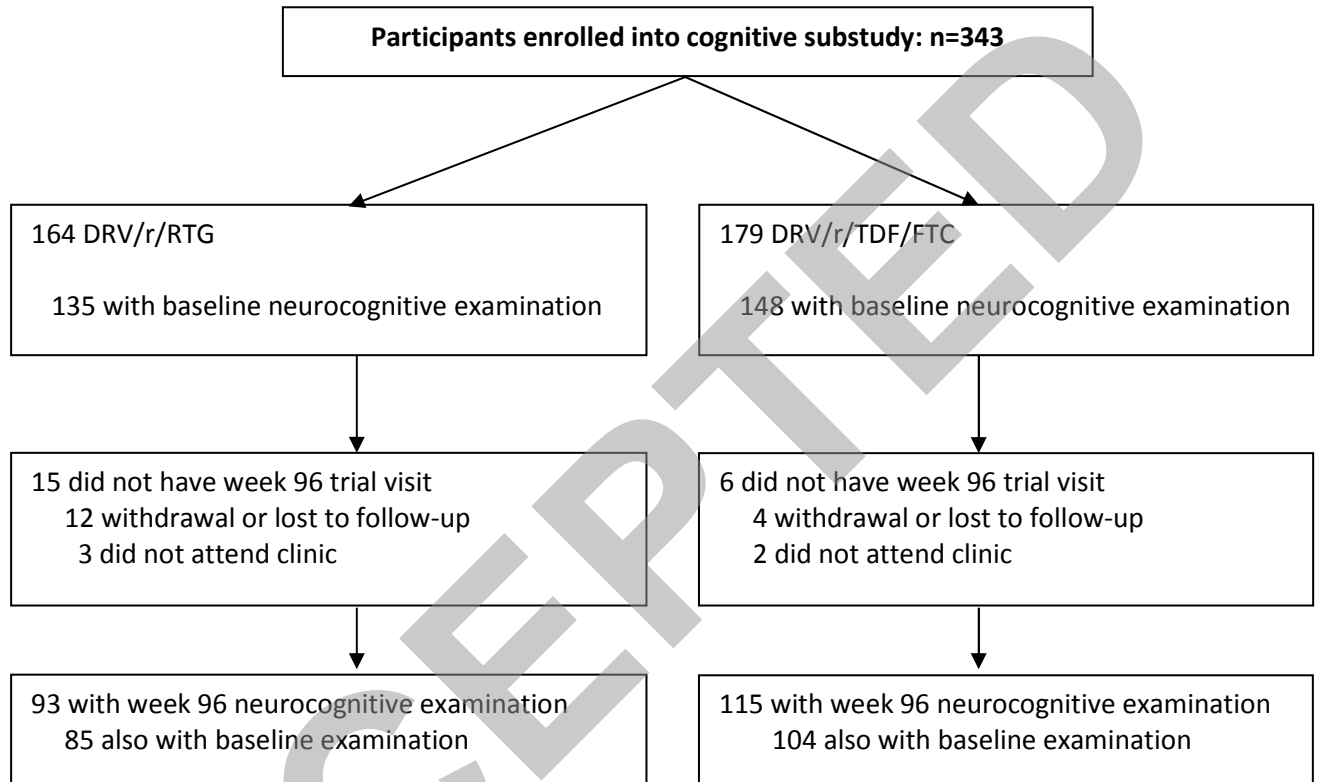 Participants enrolled into cognitive substudy: n=343
164 DRV/r/RTG
135 with baseline neurocognitive examination
179 DRV/r/TDF/FTC
148 with baseline neurocognitive examination
15 did not have week 96 trial visit
12 withdrawal or lost to follow-up
3 did not attend clinic
6 did not have week 96 trial visit
4 withdrawal or lost to follow-up
2 did not attend clinic
93 with week 96 neurocognitive examination
85 also with baseline examination
115 with week 96 neurocognitive examination
104 also with baseline examination
CEPTED